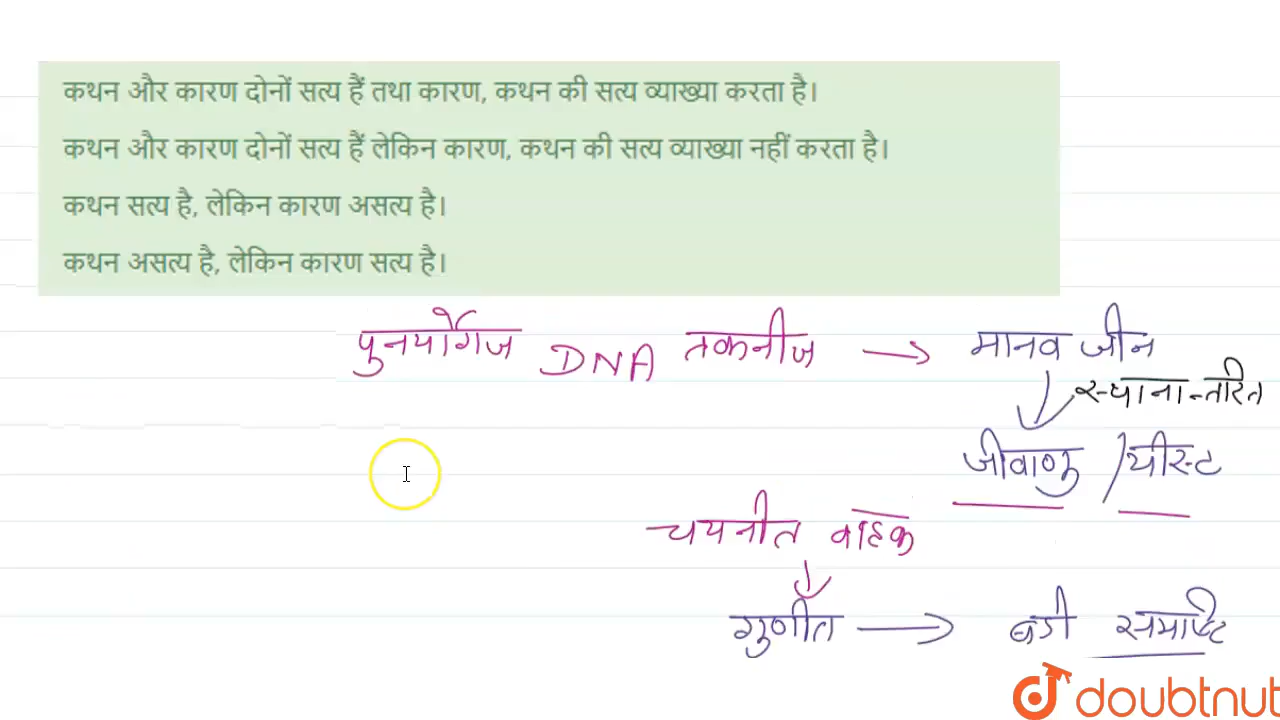 कथन और कारण दोनों सत्य हैं तथा कारण, कथन की सत्य व्याख्या करता है।
कथन और कारण दोनों सत्य हैं लेकिन कारण, कथन की सत्य व्याख्या नहीं करता है।
कथन सत्य है, लेकिन कारण असत्य है।
कथन असत्य है, लेकिन कारण सत्य है।
पुनर्योगज DNA तकनीज → मानव जीन
स्थानान्तरित
जीवाणु / यीस्ट
चयनीत वाहक
गुणीत → बडी समष्टि
doubtnut